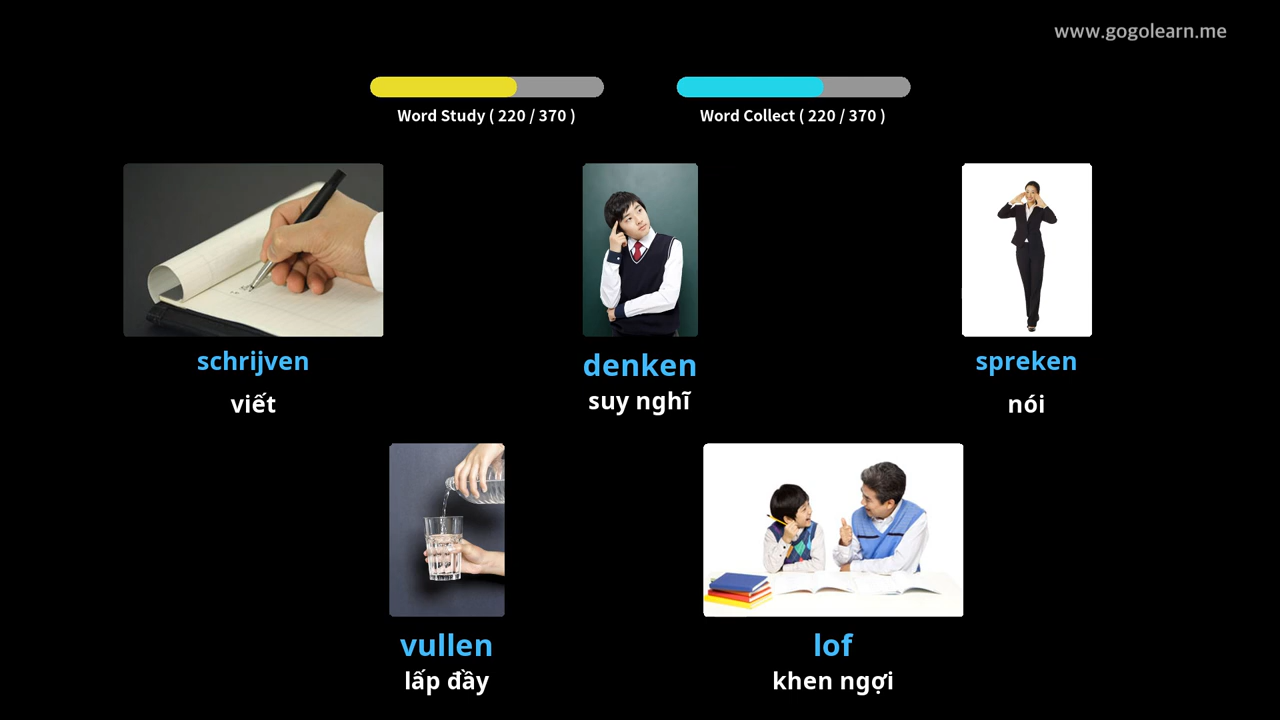 www.gogolearn.me
Word Study ( 220 / 370 )
Word Collect ( 220 / 370 )
schrijven
viết
denken
suy nghĩ
spreken
nói
vullen
lấp đầy
lof
khen ngợi